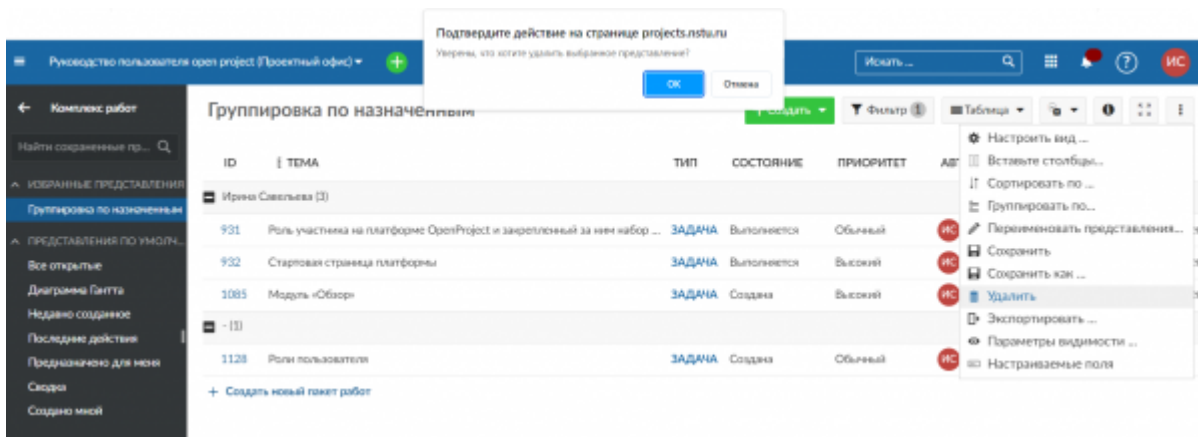 Подтвердите действие на странице projects.nstu.ru
Уверены, что хотите удалить выбранное представление?
ОК Отмена
Руководство пользователя open project (Проектный офис)
Искать ...
? ИС
Комплекс работ
Группировка по назначенным
Создать Фильтр 1 Таблица
Найти сохраненные пр...
ИЗБРАННЫЕ ПРЕДСТАВЛЕНИЯ
Группировка по назначенным
ПРЕДСТАВЛЕНИЯ ПО УМОЛЧ...
Все открытые
Диаграмма Гантта
Недавно созданное
Последние действия
Предназначено для меня
Сводка
Создано мной
ID ТЕМА ТИП СОСТОЯНИЕ ПРИОРИТЕТ АВТ
Ирина Савельева (3)
931 Роль участника на платформе OpenProject и закрепленный за ним набор ... ЗАДАЧА Выполняется Обычный ИС
932 Стартовая страница платформы ЗАДАЧА Выполняется Высокий ИС
1085 Модуль «Обзор» ЗАДАЧА Создана Высокий ИС
- (1)
1128 Роли пользователя ЗАДАЧА Создана Обычный ИС
+ Создать новый пакет работ
Настроить вид ...
Вставьте столбцы...
Сортировать по ...
Группировать по...
Переименовать представления...
Сохранить
Сохранить как ...
Удалить
Экспортировать ...
Параметры видимости ...
Настраиваемые поля